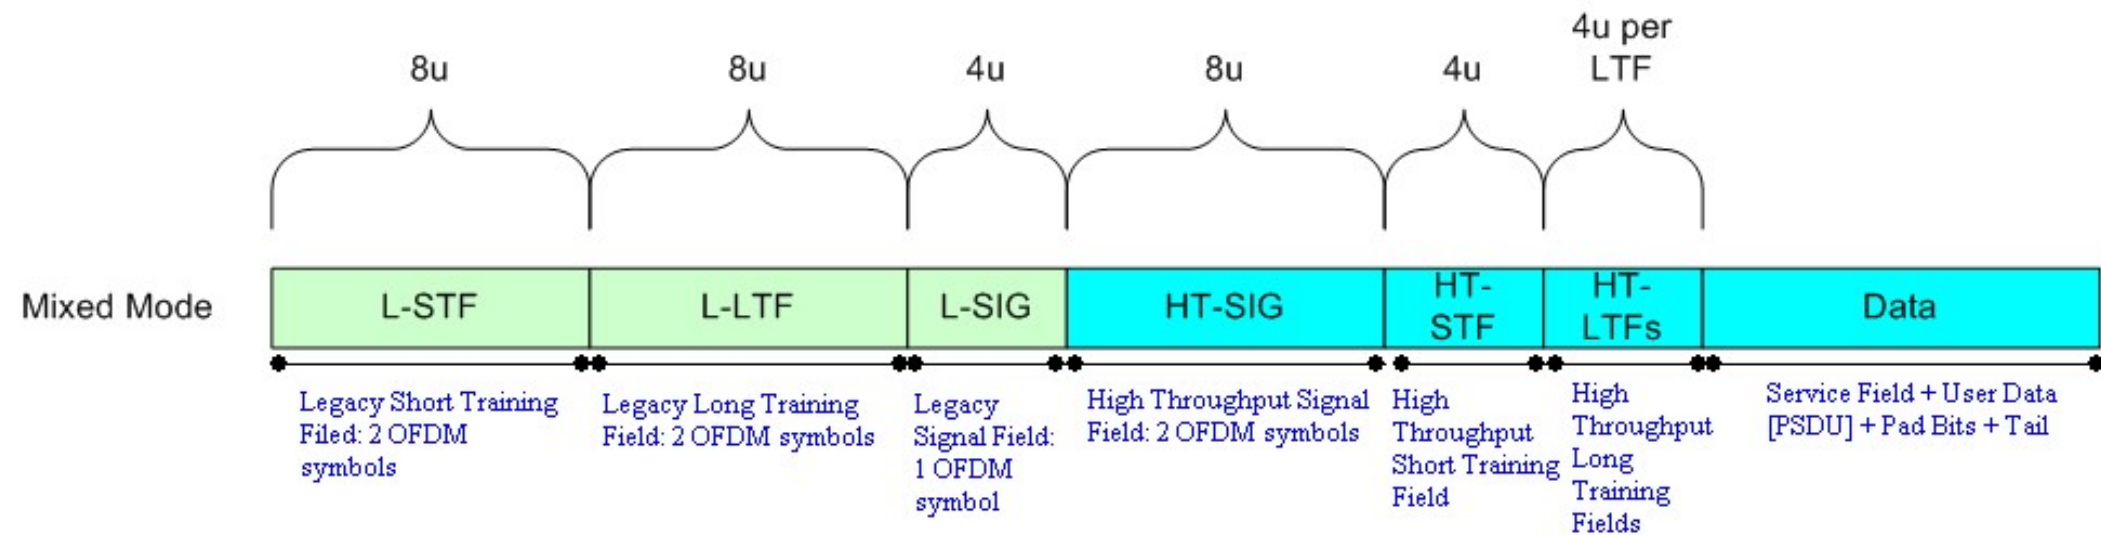 4u per
LTF
8u
8u
4u
8u
4u
Mixed Mode
L-STF
L-LTF
L-SIG
HT-SIG
HT-
STF
HT-
LTFs
Data
Legacy Short Training
Filed: 2 OFDM
symbols
Legacy Long Training
Field: 2 OFDM symbols
Legacy
Signal Field:
1 OFDM
symbol
High Throughput Signal
Field: 2 OFDM symbols
High
Throughput
Short Training
Field
High
Throughput
Long
Training
Fields
Service Field + User Data
[PSDU] + Pad Bits + Tail